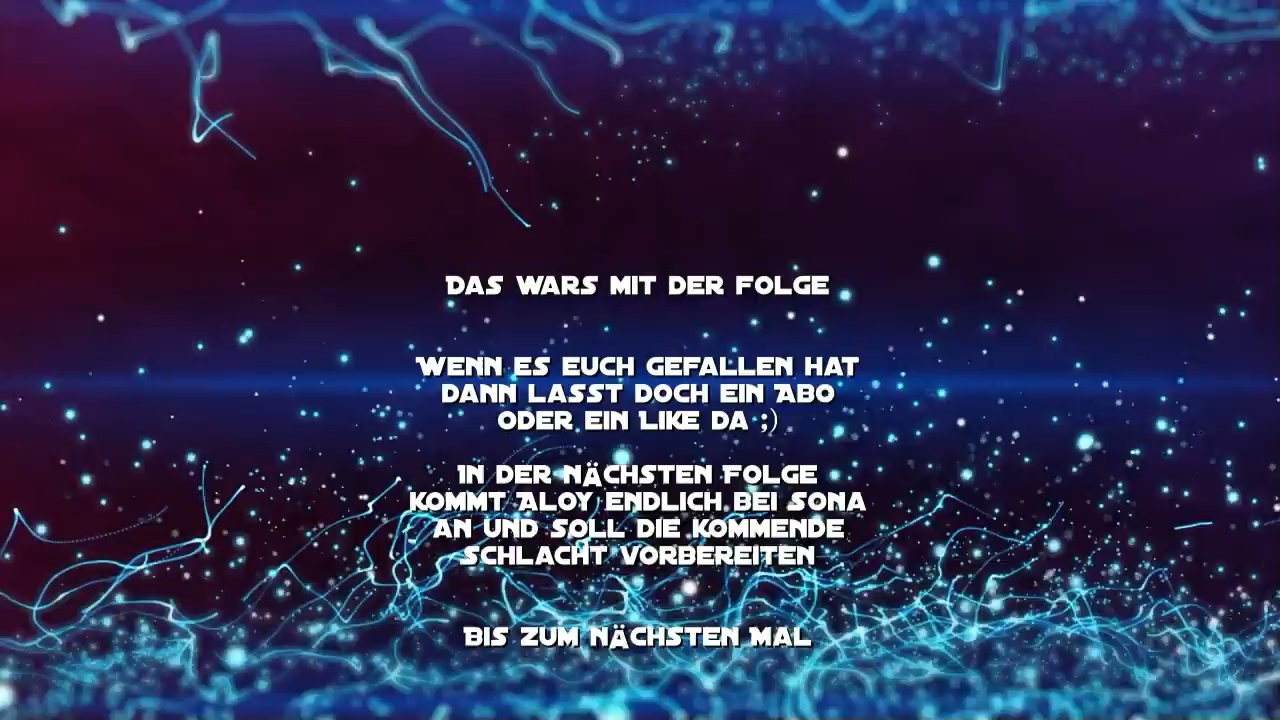 Das wars mit der Folge
Wenn es euch gefallen hat
dann lasst doch ein Abo
oder ein Like da ;)
In der nächsten Folge
kommt Aloy endlich bei Sona
an und soll die kommende
Schlacht vorbereiten
Bis zum nächsten mal